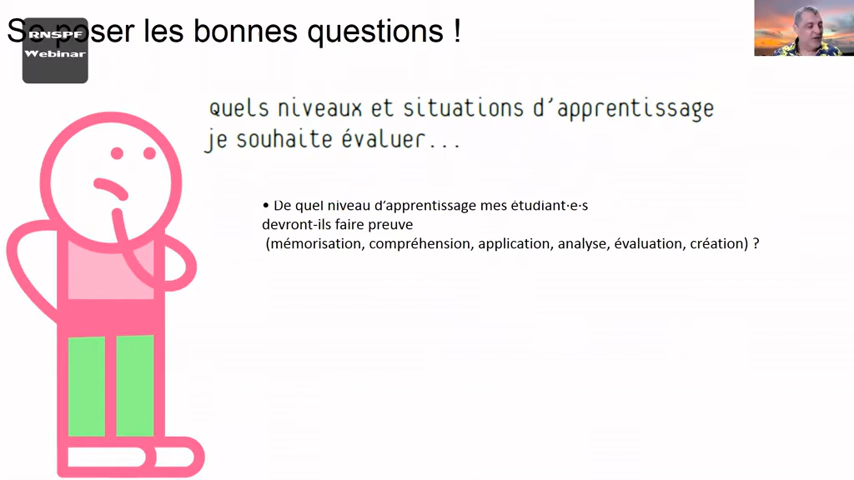 Se poser les bonnes questions !
RNSPF
Webinar
Quels niveaux et situations d'apprentissage
je souhaite évaluer...
• De quel niveau d'apprentissage mes étudiant·e·s
devront-ils faire preuve
(mémorisation, compréhension, application, analyse, évaluation, création) ?